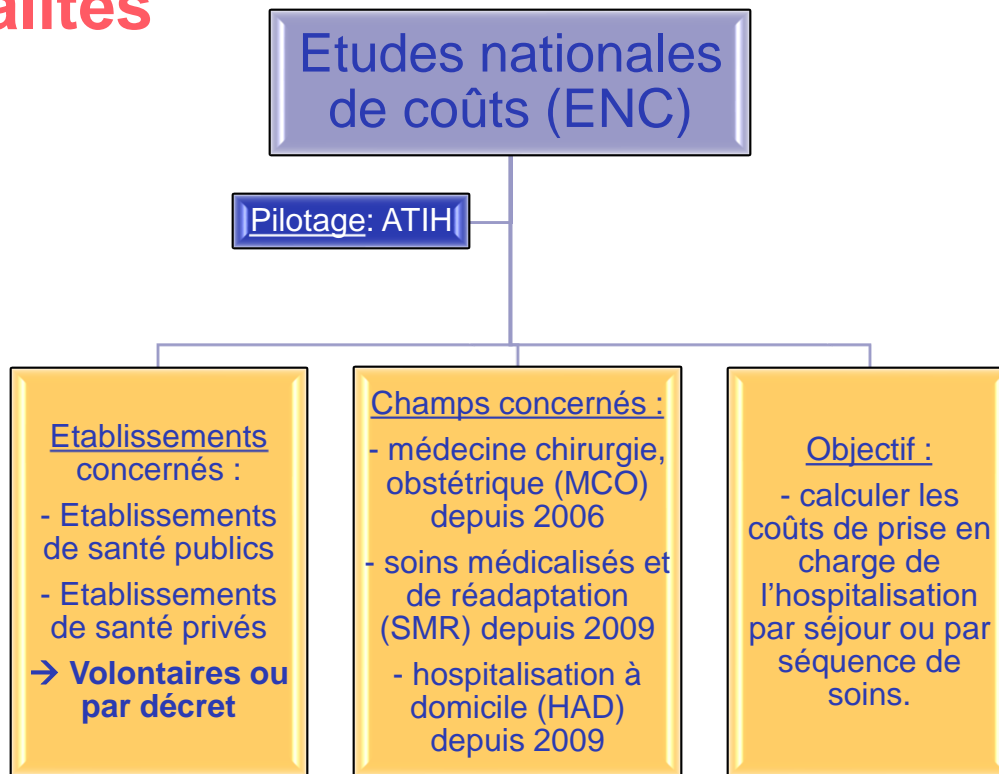 Etudes nationales
de coûts (ENC)
Pilotage: ATIH
Etablissements
concernés :
- Etablissements
de santé publics
- Etablissements
de santé privés
→ Volontaires ou
par décret
Champs concernés :
- médecine chirurgie,
obstétrique (MCO)
depuis 2006
- soins médicalisés et
de réadaptation
(SMR) depuis 2009
- hospitalisation à
domicile (HAD)
depuis 2009
Objectif :
- calculer les
coûts de prise en
charge de
l’hospitalisation
par séjour ou par
séquence de
soins.